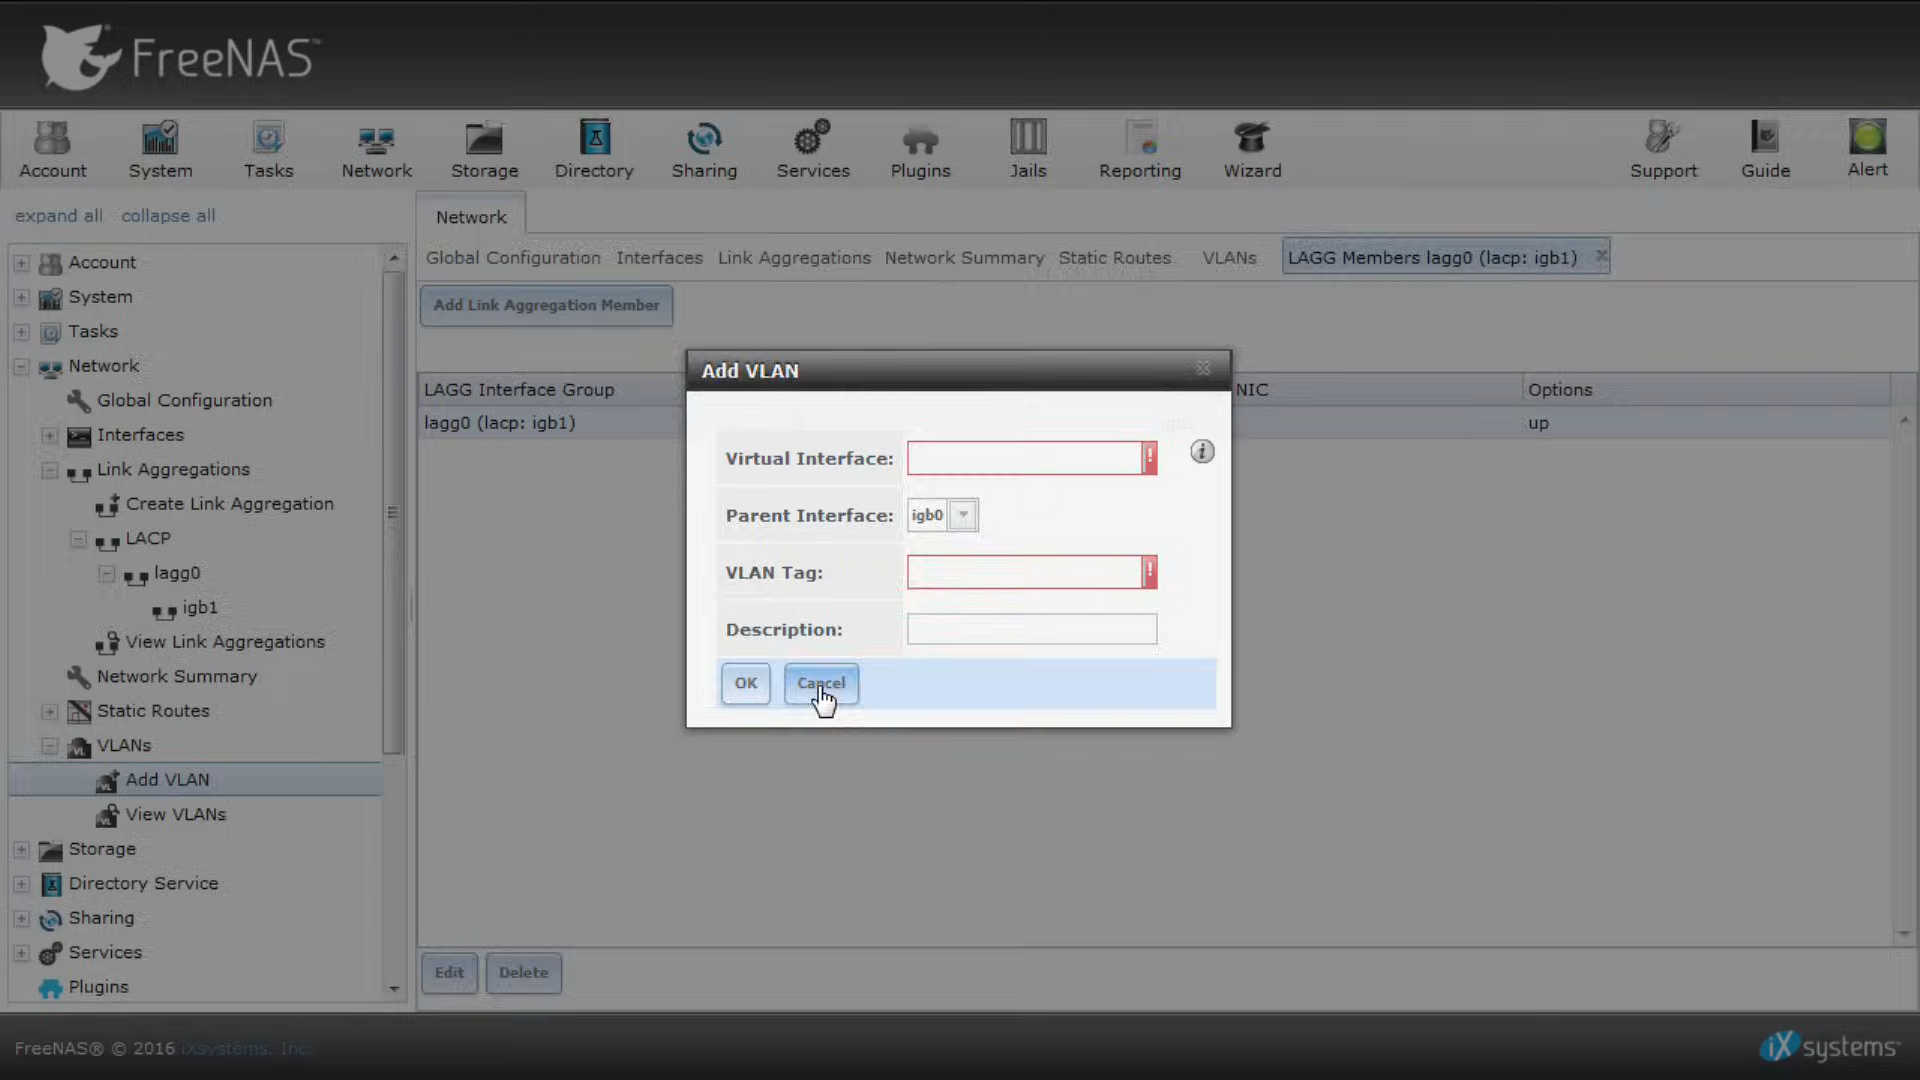 FreeNAS™
Account
System
Tasks
Network
Storage
Directory
Sharing
Services
Plugins
Jails
Reporting
Wizard
Support
Guide
Alert
expand all collapse all
Account
System
Tasks
Network
Global Configuration
Interfaces
Link Aggregations
Create Link Aggregation
LACP
lagg0
igb1
View Link Aggregations
Network Summary
Static Routes
VLANs
Add VLAN
View VLANs
Storage
Directory Service
Sharing
Services
Plugins
Network
Global Configuration Interfaces Link Aggregations Network Summary Static Routes VLANs LAGG Members lagg0 (lacp: igb1)
Add Link Aggregation Member
LAGG Interface Group NIC Options
lagg0 (lacp: igb1) up
Add VLAN
Virtual Interface:
Parent Interface: igb0
VLAN Tag:
Description:
OK Cancel
Edit Delete
FreeNAS® © 2016 iXsystems, Inc.
iXsystems